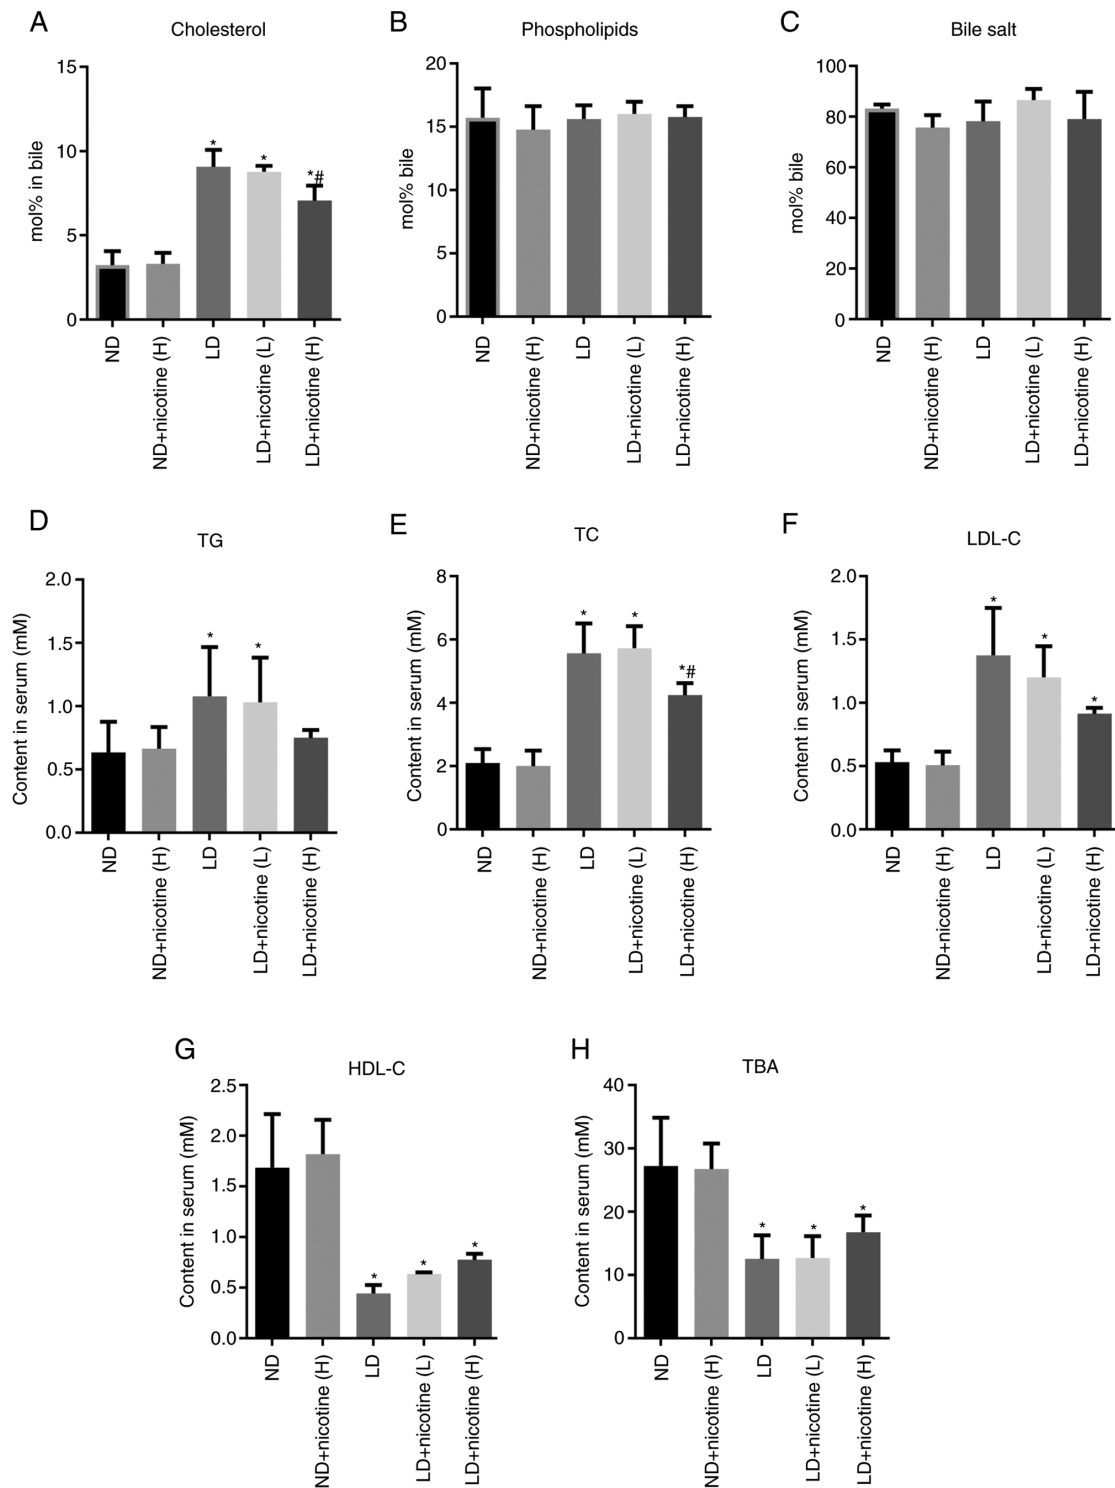 A
Cholesterol
mol% in bile
15
10
5
0
*
*
*#
ND
ND+nicotine (H)
LD
LD+nicotine (L)
LD+nicotine (H)
B
Phospholipids
mol% bile
20
15
10
5
0
ND
ND+nicotine (H)
LD
LD+nicotine (L)
LD+nicotine (H)
C
Bile salt
mol% bile
100
80
60
40
20
0
ND
ND+nicotine (H)
LD
LD+nicotine (L)
LD+nicotine (H)
D
TG
Content in serum (mM)
2.0
1.5
1.0
0.5
0.0
*
*
ND
ND+nicotine (H)
LD
LD+nicotine (L)
LD+nicotine (H)
E
TC
Content in serum (mM)
8
6
4
2
0
*
*
*#
ND
ND+nicotine (H)
LD
LD+nicotine (L)
LD+nicotine (H)
F
LDL-C
Content in serum (mM)
2.0
1.5
1.0
0.5
0.0
*
*
*
ND
ND+nicotine (H)
LD
LD+nicotine (L)
LD+nicotine (H)
G
HDL-C
Content in serum (mM)
2.5
2.0
1.5
1.0
0.5
0.0
*
*
*
ND
ND+nicotine (H)
LD
LD+nicotine (L)
LD+nicotine (H)
H
TBA
Content in serum (mM)
40
30
20
10
0
*
*
*
ND
ND+nicotine (H)
LD
LD+nicotine (L)
LD+nicotine (H)